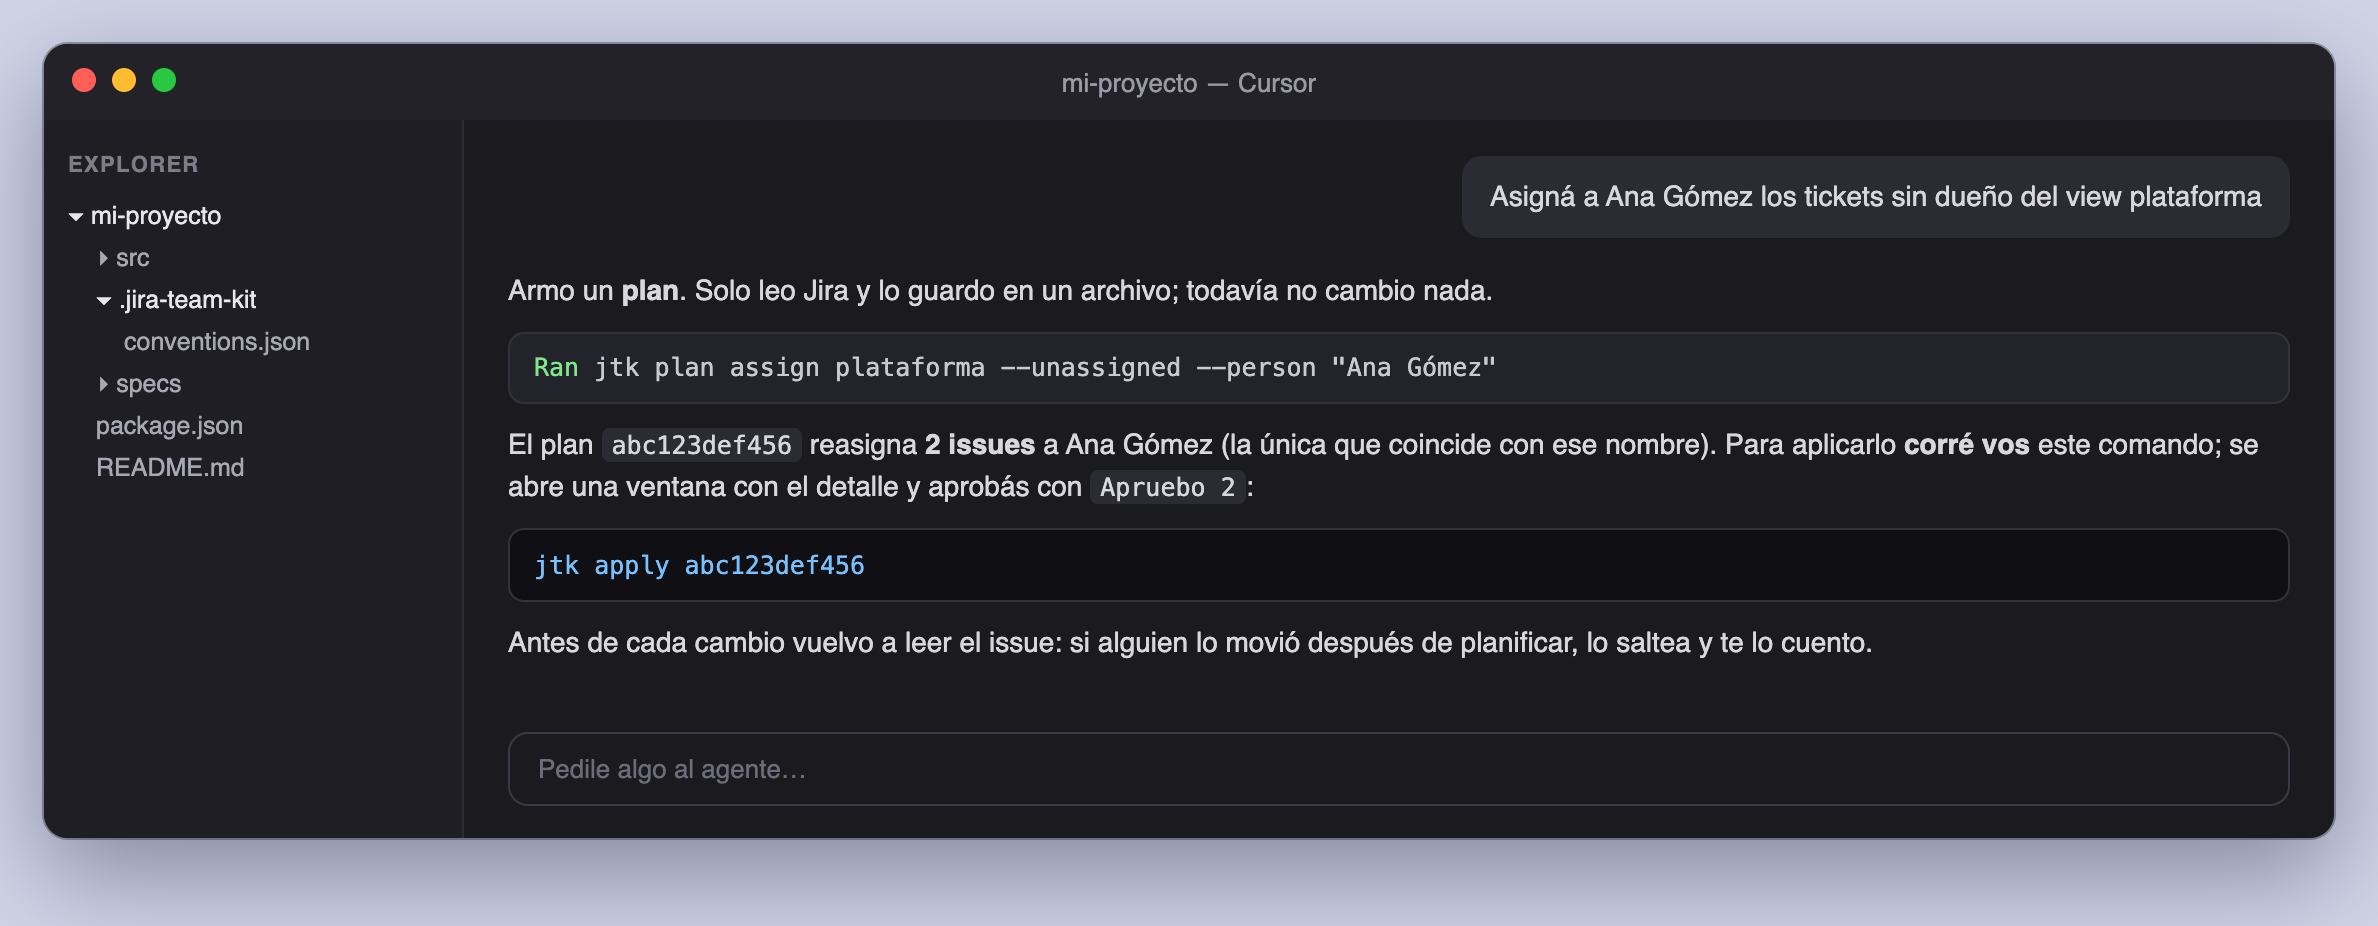 mi-proyecto — Cursor
EXPLORER
mi-proyecto
src
.jira-team-kit
conventions.json
specs
package.json
README.md
Asigná a Ana Gómez los tickets sin dueño del view plataforma
Armo un plan. Solo leo Jira y lo guardo en un archivo; todavía no cambio nada.
Ran jtk plan assign plataforma --unassigned --person "Ana Gómez"
El plan abc123def456 reasigna 2 issues a Ana Gómez (la única que coincide con ese nombre). Para aplicarlo corré vos este comando; se
abre una ventana con el detalle y aprobás con Apruebo 2:
jtk apply abc123def456
Antes de cada cambio vuelvo a leer el issue: si alguien lo movió después de planificar, lo saltea y te lo cuento.
Pedile algo al agente…